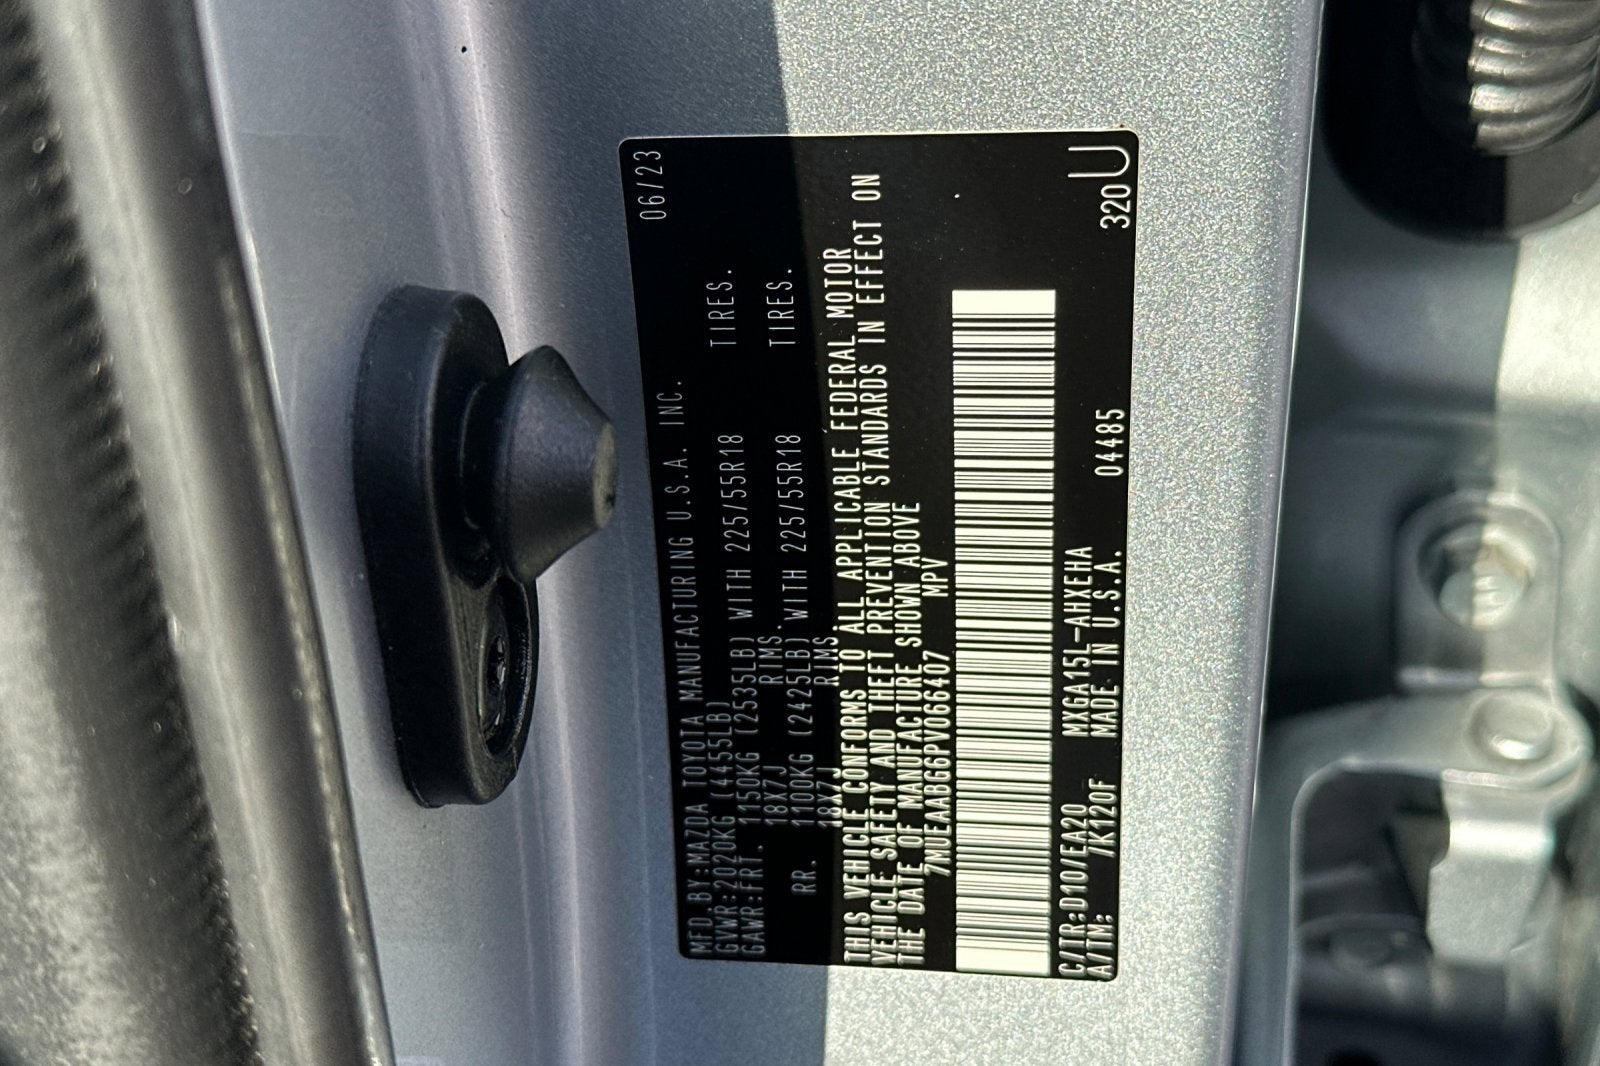 06/23
MFD.BY:MAZDA TOYOTA MANUFACTURING U.S.A. INC.
GVWR:2020KG (4455LB)
GAWR:FRT. 1150KG (2535LB) WITH 225/55R18 TIRES.
18X7J RIMS.
RR. 1100KG (2425LB) WITH 225/55R18 TIRES.
18X7J RIMS.
THIS VEHICLE CONFORMS TO ALL APPLICABLE FEDERAL MOTOR
VEHICLE SAFETY AND THEFT PREVENTION STANDARDS IN EFFECT ON
THE DATE OF MANUFACTURE SHOWN ABOVE
7MUEAABG6PV066407 MPV
C/TR:D10/EA20 MXGA15L-AHXEHA 04485 320U
A/TM: /K120F MADE IN U.S.A.